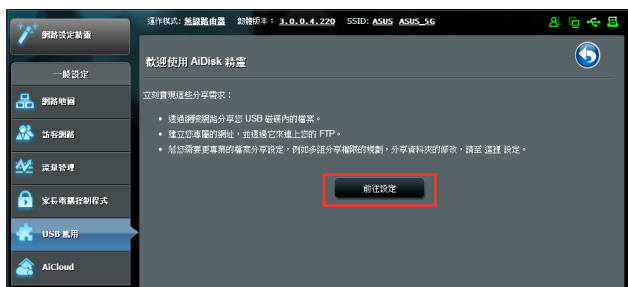 運作模式: 無線路由器 韌體版本: 3.0.0.4.220 SSID: ASUS ASUS_5G
網路設定精靈
一般設定
網路地圖
訪客網路
流量管理
家長電腦控制程式
USB 應用
AiCloud
歡迎使用 AiDisk 精靈
立刻實現這些分享需求：
• 透過網際網路分享您 USB 磁碟內的檔案。
• 建立您專屬的網址，並透過它來連上您的 FTP。
• 若您需要更專業的檔案分享設定，例如多組分享權限的規劃，分享資料夾的修改，請至 這裡 設定。
前往設定